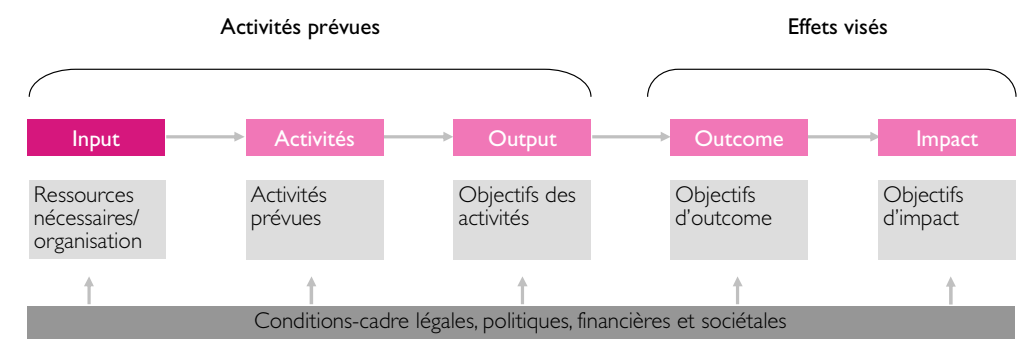 Activités prévues
Effets visés
Input
Activités
Output
Outcome
Impact
Ressources
nécessaires/
organisation
Activités
prévues
Objectifs des
activités
Objectifs
d'outcome
Objectifs
d'impact
Conditions-cadre légales, politiques, financières et sociétales